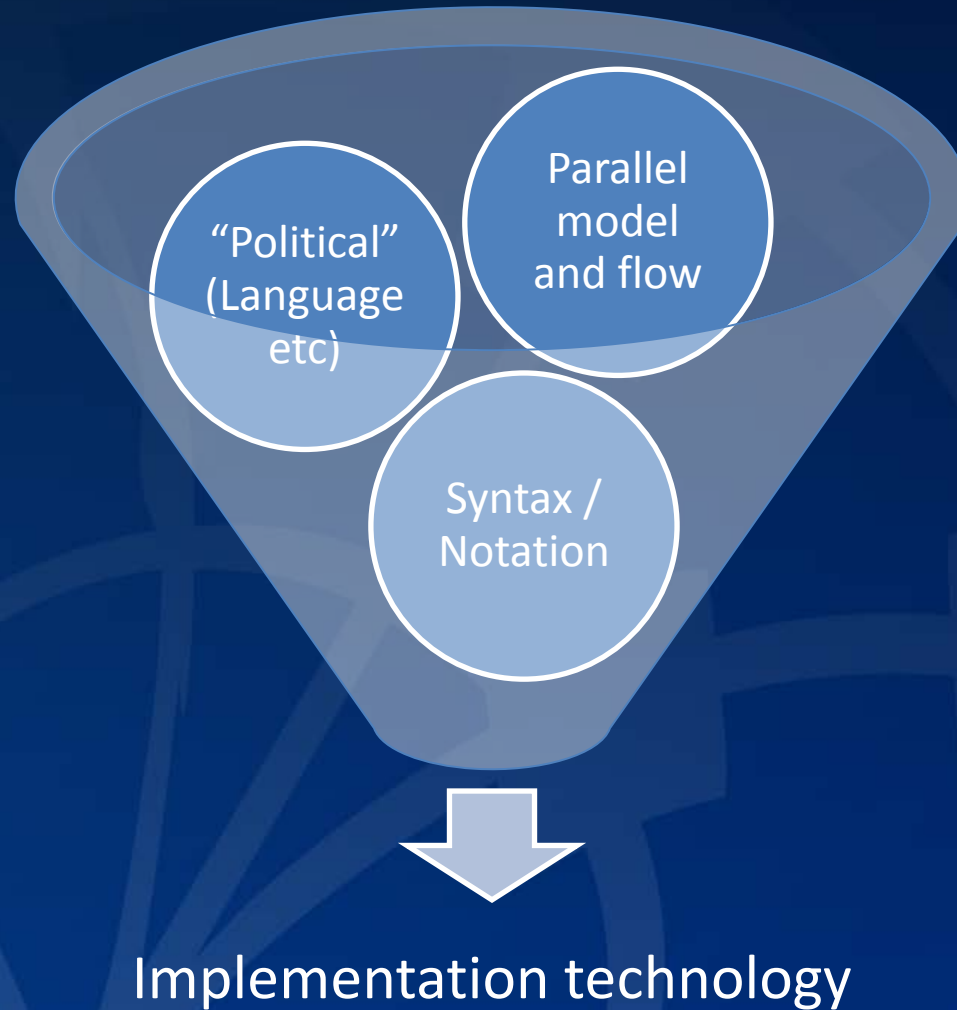 Parallel
model
and flow
“Political”
(Language
etc)
Syntax /
Notation
Implementation technology